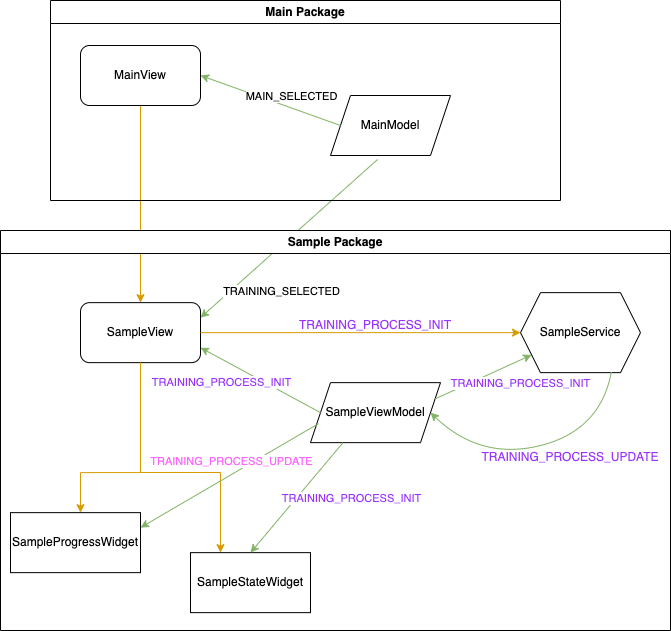 Main Package
MainView
MAIN_SELECTED
MainModel
Sample Package
TRAINING_SELECTED
SampleView
TRAINING_PROCESS_INIT
SampleService
TRAINING_PROCESS_INIT
TRAINING_PROCESS_INIT
SampleViewModel
TRAINING_PROCESS_UPDATE
TRAINING_PROCESS_UPDATE
TRAINING_PROCESS_INIT
SampleProgressWidget
SampleStateWidget